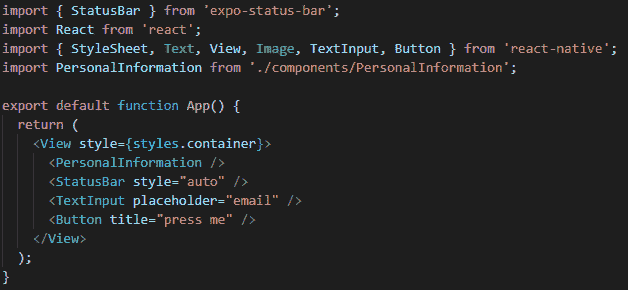 import { StatusBar } from 'expo-status-bar';
import React from 'react';
import { StyleSheet, Text, View, Image, TextInput, Button } from 'react-native';
import PersonalInformation from './components/PersonalInformation';
export default function App() {
  return (
    <View style={styles.container}>
      <PersonalInformation />
      <StatusBar style="auto" />
      <TextInput placeholder="email" />
      <Button title="press me" />
    </View>
  );
}